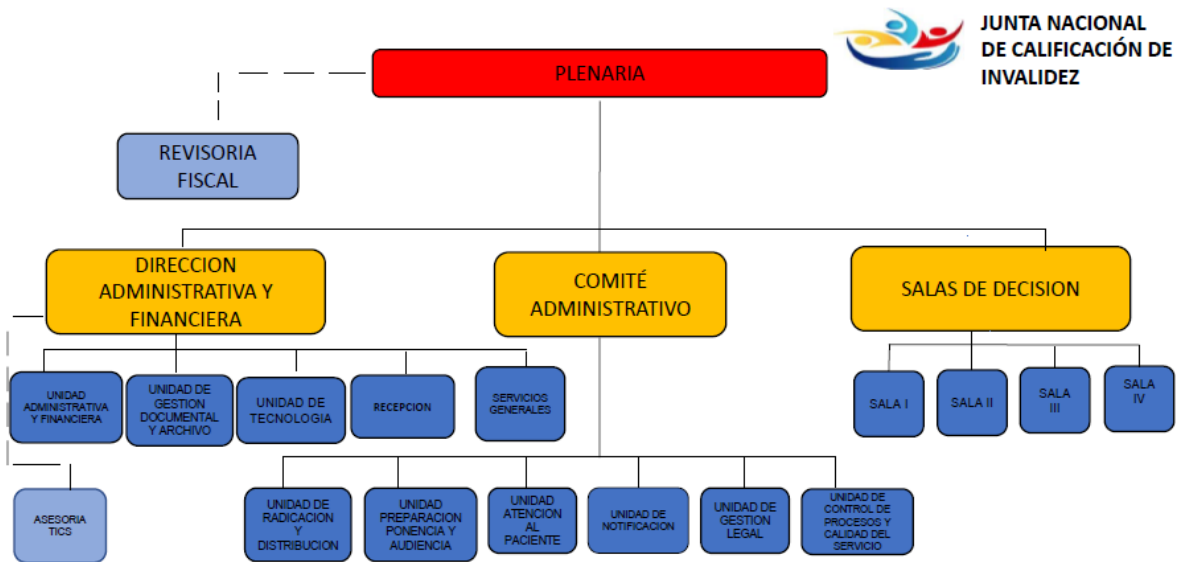 JUNTA NACIONAL
DE CALIFICACIÓN DE
INVALIDEZ
PLENARIA
REVISORIA
FISCAL
DIRECCION
ADMINISTRATIVA Y
FINANCIERA
COMITÉ
ADMINISTRATIVO
SALAS DE DECISION
UNIDAD
ADMINISTRATIVA
Y FINANCIERA
UNIDAD DE
GESTION
DOCUMENTAL
Y ARCHIVO
UNIDAD DE
TECNOLOGIA
RECEPCION
SERVICIOS
GENERALES
SALA I
SALA II
SALA
III
SALA
IV
ASESORIA
TICS
UNIDAD DE
RADICACION
Y
DISTRIBUCION
UNIDAD
PREPARACION
PONENCIA Y
AUDIENCIA
UNIDAD
ATENCION
AL
PACIENTE
UNIDAD DE
NOTIFICACION
UNIDAD DE
GESTION
LEGAL
UNIDAD DE
CONTROL DE
PROCESOS Y
CALIDAD DEL
SERVICIO